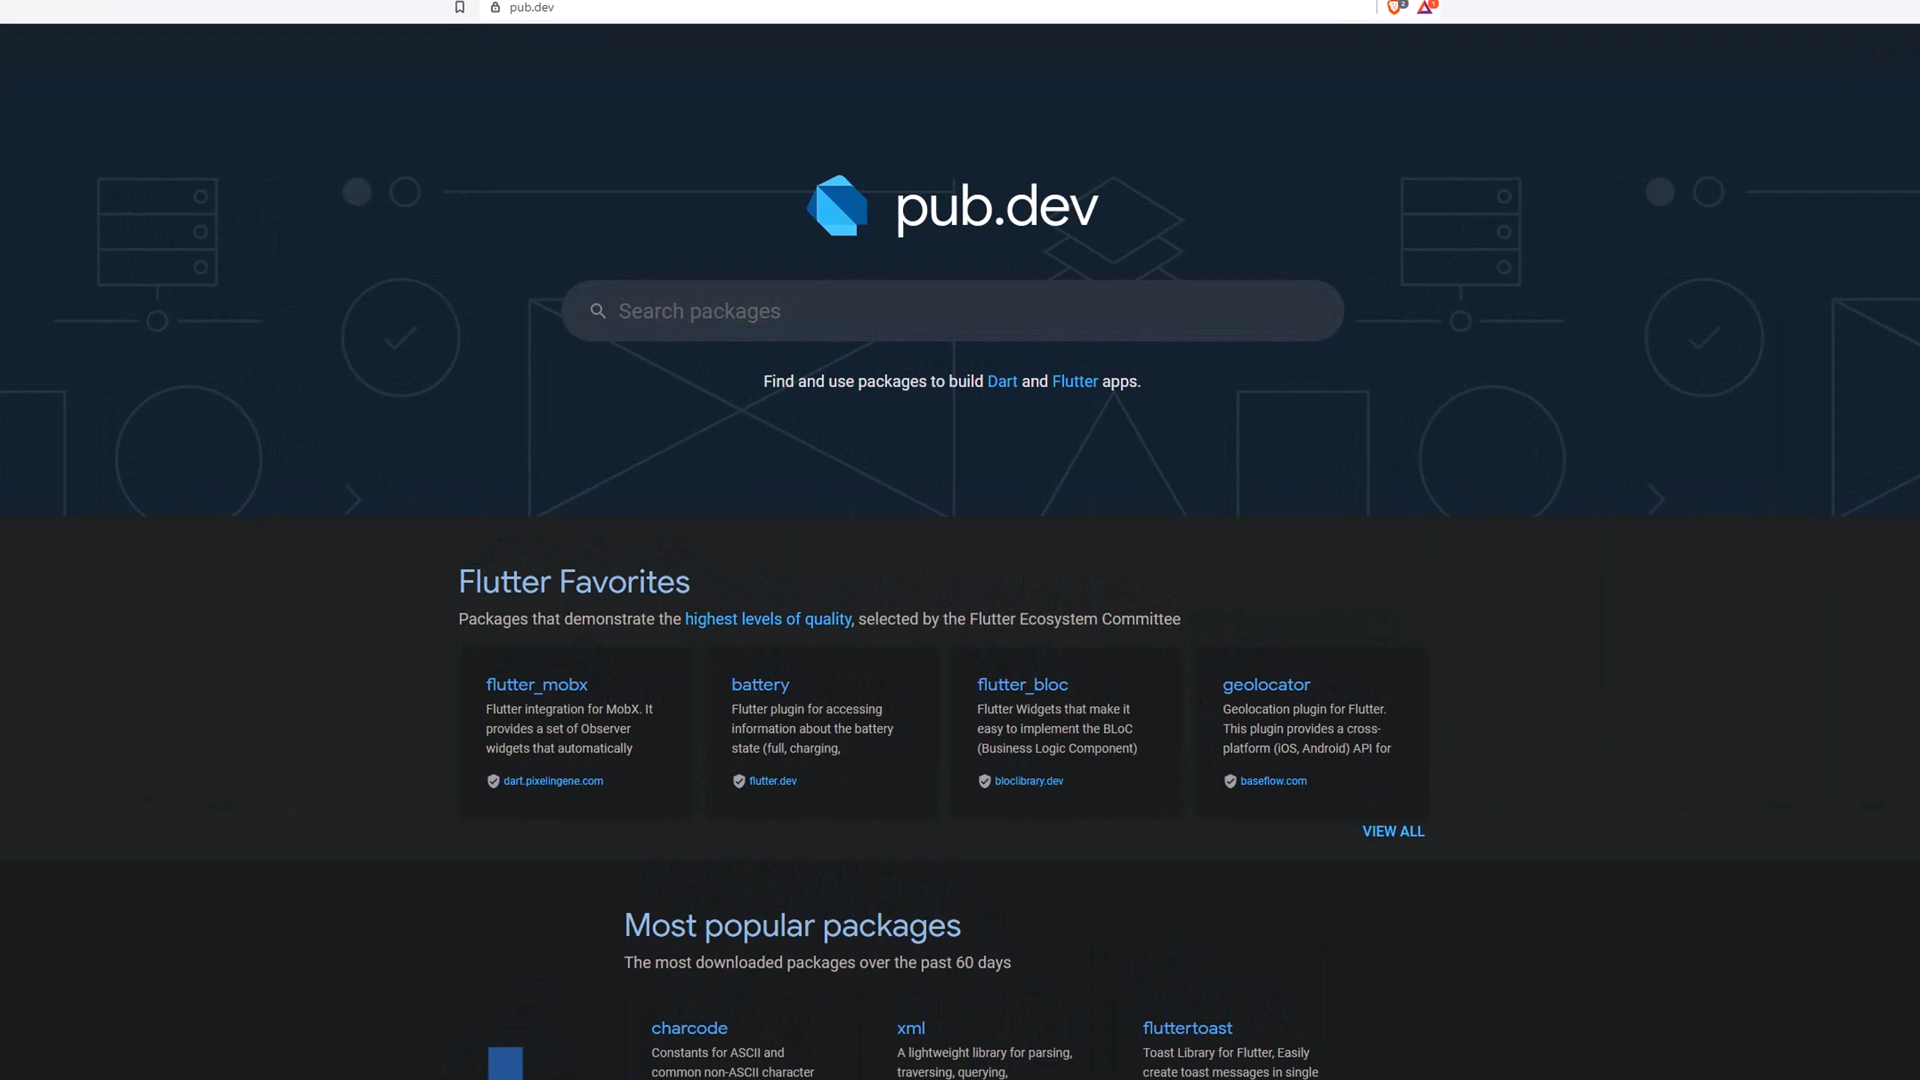 pub.dev
2
1
pub.dev
Search packages
Find and use packages to build Dart and Flutter apps.
Flutter Favorites
Packages that demonstrate the highest levels of quality, selected by the Flutter Ecosystem Committee
flutter_mobx
Flutter integration for MobX. It
provides a set of Observer
widgets that automatically
dart.pixelingene.com
battery
Flutter plugin for accessing
information about the battery
state (full, charging,
flutter.dev
flutter_bloc
Flutter Widgets that make it
easy to implement the BLoC
(Business Logic Component)
bloclibrary.dev
geolocator
Geolocation plugin for Flutter.
This plugin provides a cross-
platform (iOS, Android) API for
baseflow.com
VIEW ALL
Most popular packages
The most downloaded packages over the past 60 days
charcode
Constants for ASCII and
common non-ASCII character
xml
A lightweight library for parsing,
traversing, querying,
fluttertoast
Toast Library for Flutter, Easily
create toast messages in single